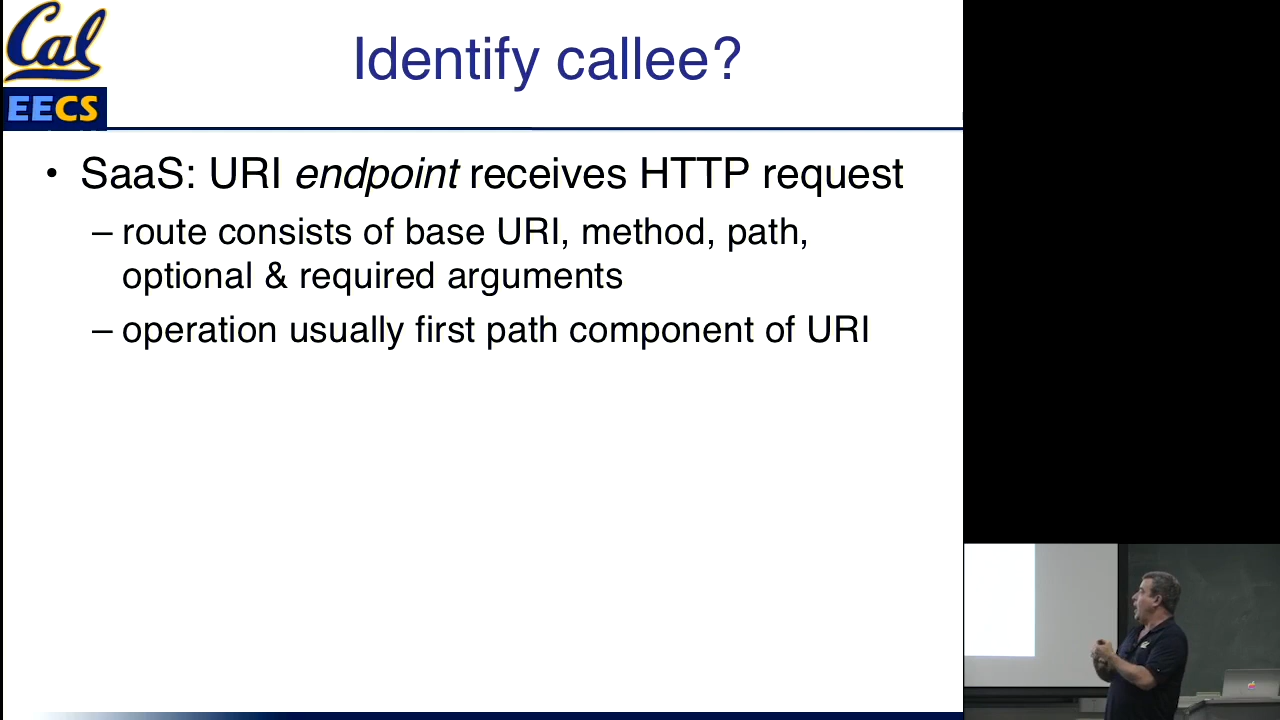 Cal
EECS
Identify callee?
• SaaS: URI endpoint receives HTTP request
– route consists of base URI, method, path,
optional & required arguments
– operation usually first path component of URI